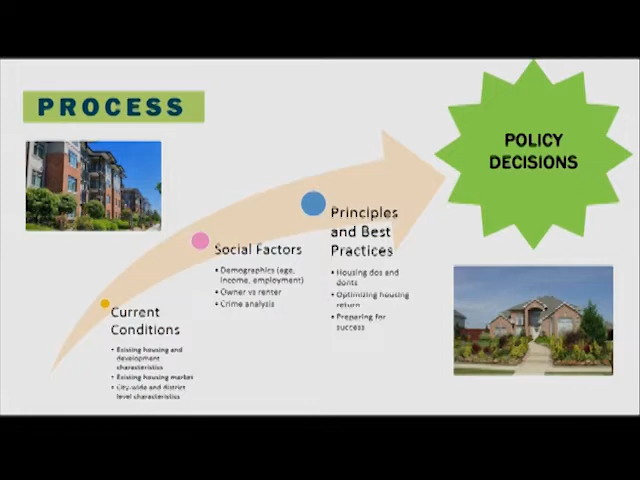 PROCESS
POLICY
DECISIONS
Principles
and Best
Practices
• Housing dos and
donts
• Optimizing housing
return
• Preparing for
success
Social Factors
• Demographics (age,
income, employment)
• Owner vs renter
• Crime analysis
Current
Conditions
• Existing housing and
development
characteristics
• Existing housing market
• City-wide and district
level characteristics